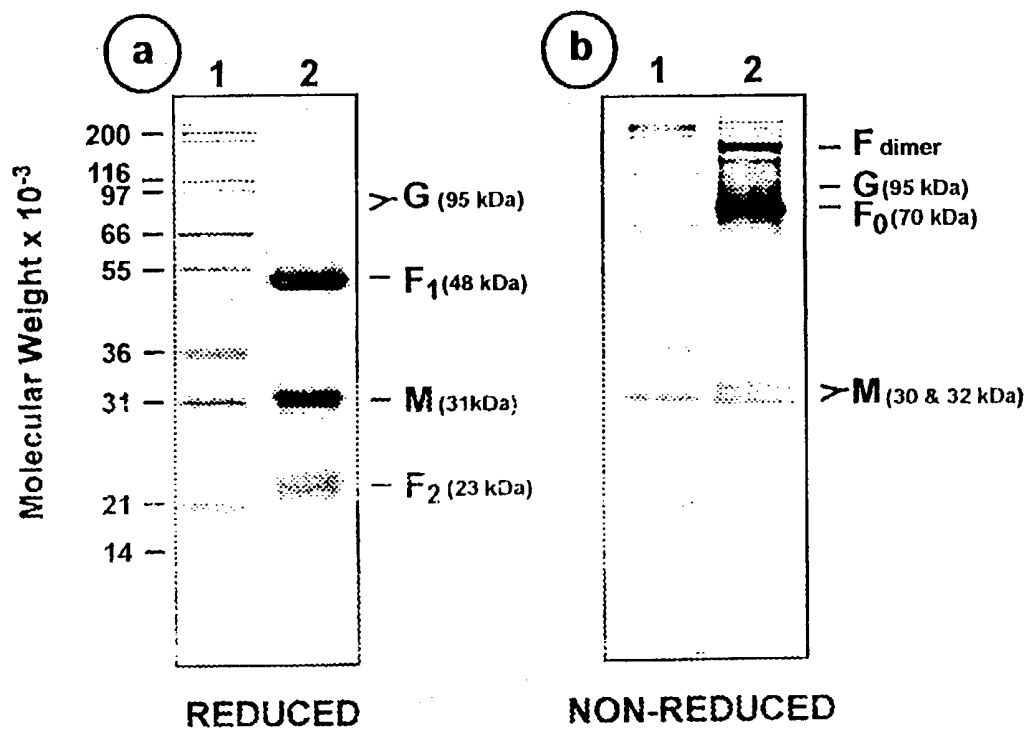 a
1 2
Molecular Weight x 10-3
200
116
97
66
55
36
31
21
14
G (95 kDa)
F1 (48 kDa)
M (31kDa)
F2 (23 kDa)
REDUCED
b
1 2
F dimer
G (95 kDa)
F0 (70 kDa)
M (30 & 32 kDa)
NON-REDUCED